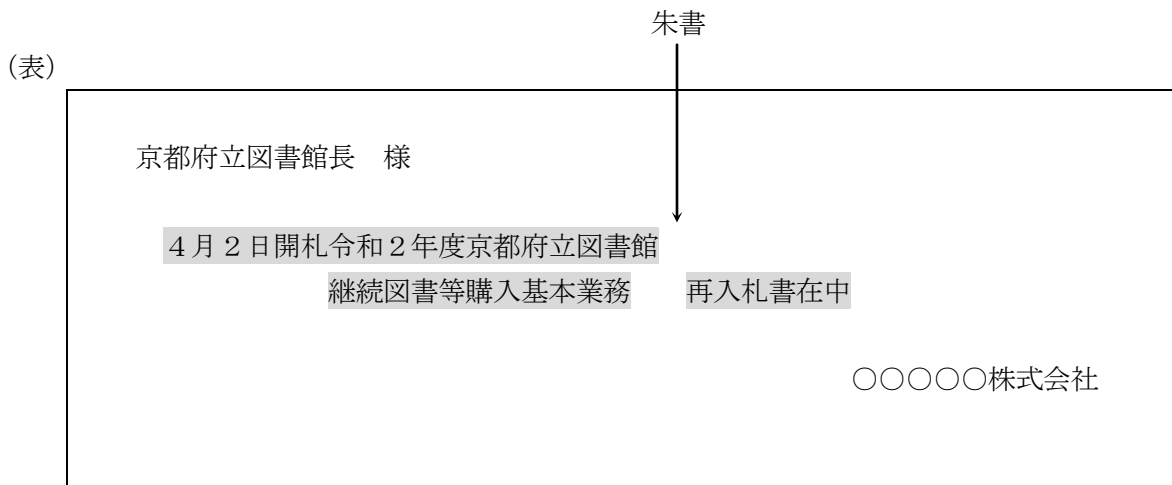 朱書
（表）
京都府立図書館長　様
４月２日開札令和２年度京都府立図書館
継続図書等購入基本業務　　再入札書在中
○○○○○株式会社